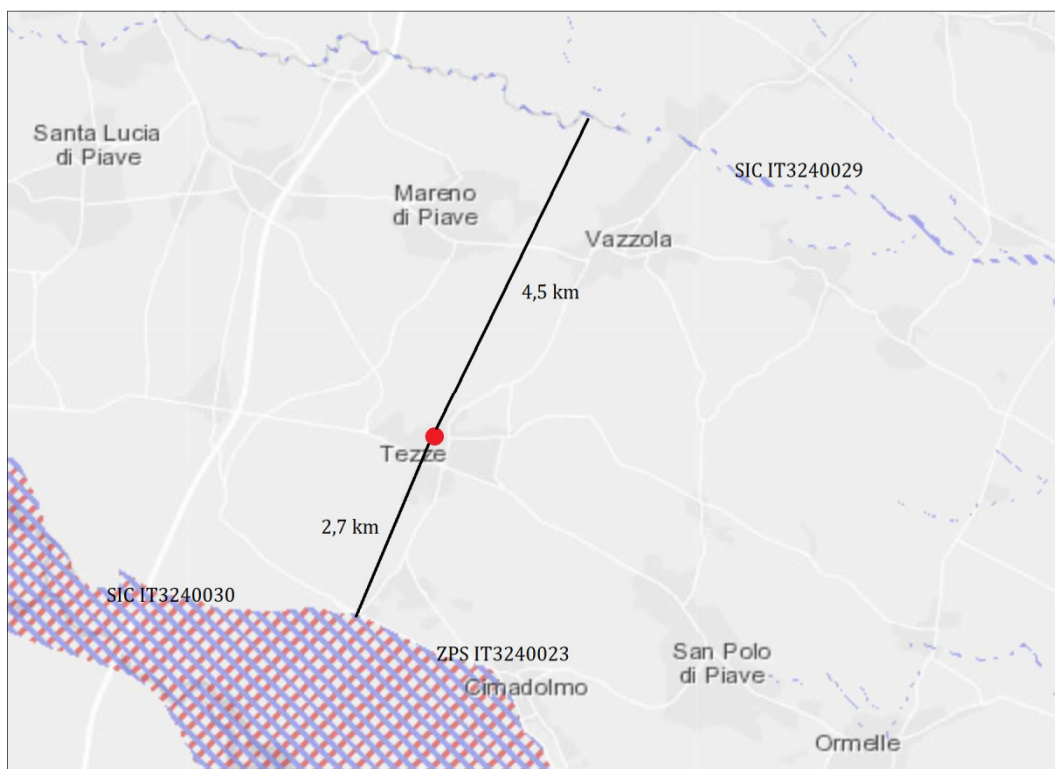 Santa Lucia
di Piave
Mareno
di Piave
SIC IT3240029
Vazzola
4,5 km
Tezze
2,7 km
SIC IT3240030
ZPS IT3240023
Cimadolmo
San Polo
di Piave
Ormelle